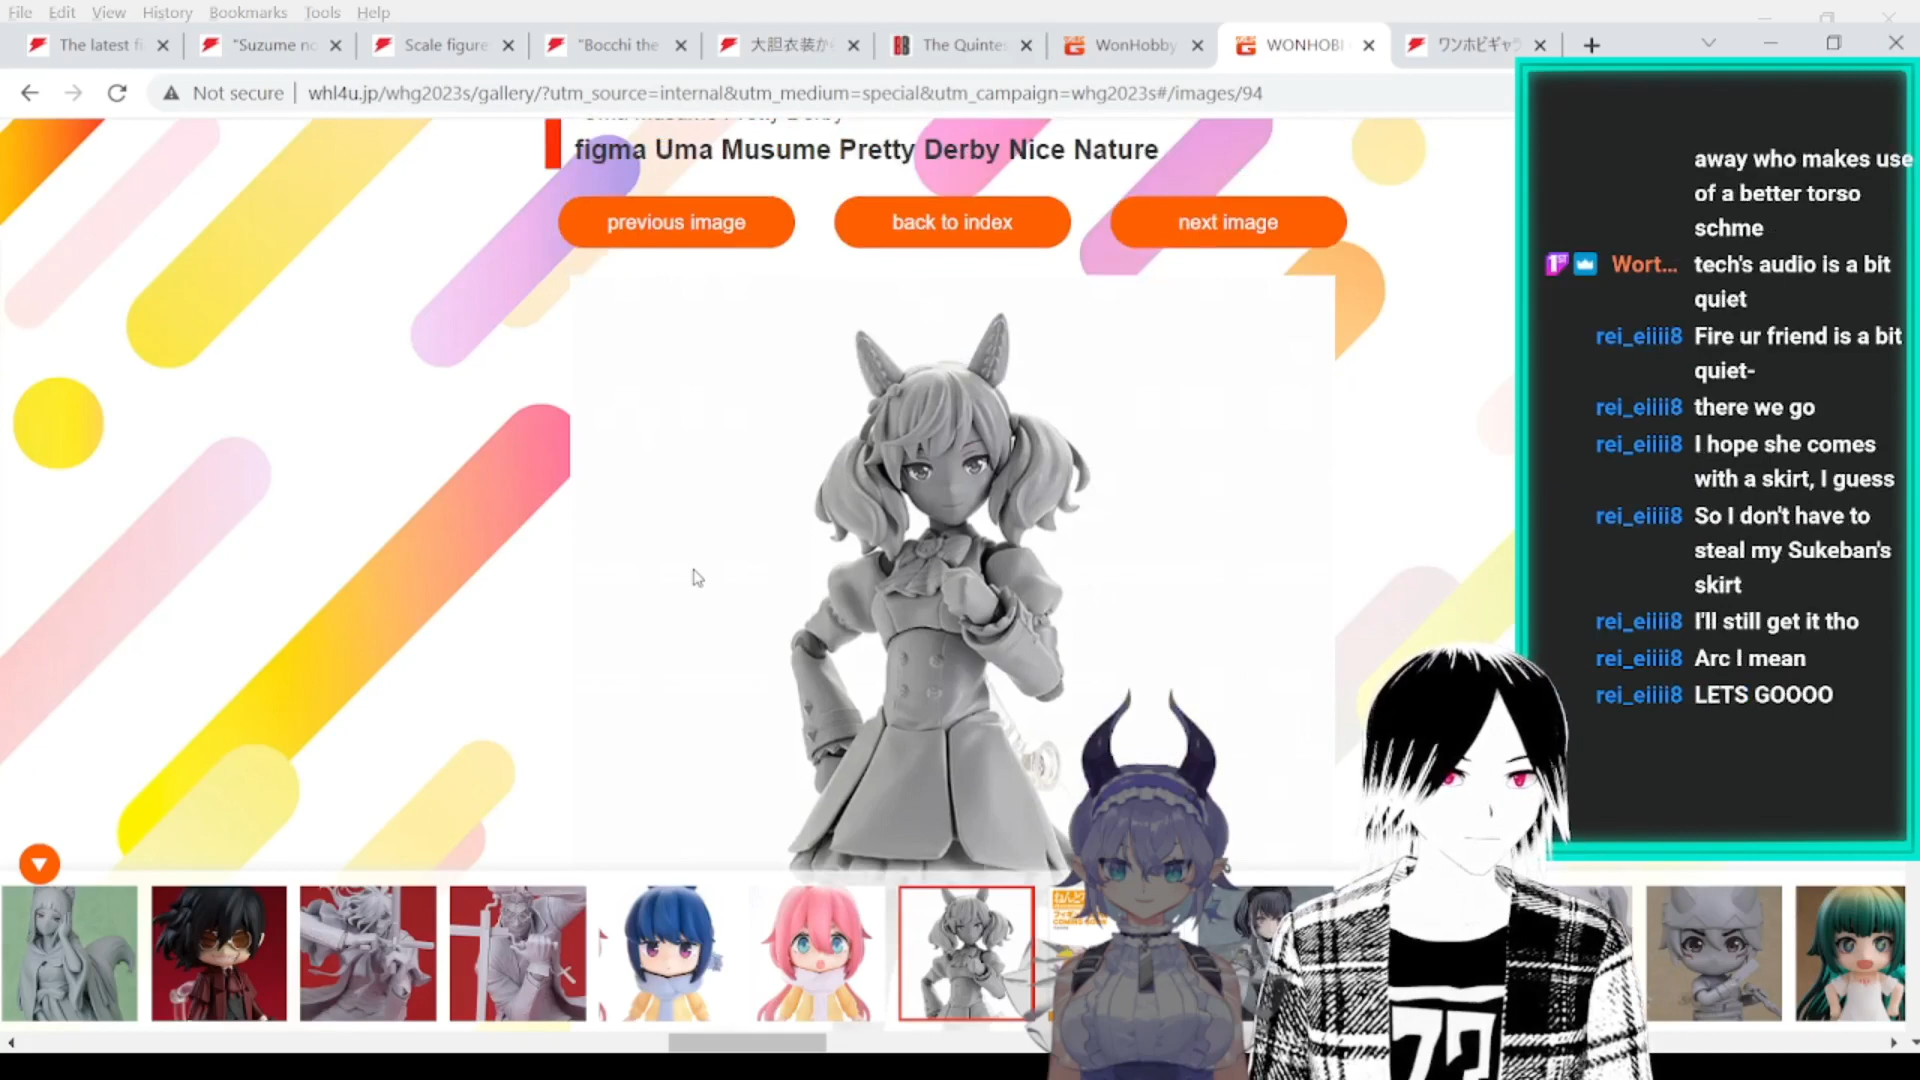 File Edit View History Bookmarks Tools Help
The latest fi "Suzume no Scale figure "Bocchi the 大胆衣装か The Quinte WonHobby WONHOBI ワンホビギャラ
Not secure whl4u.jp/whg2023s/gallery/?utm_source=internal&utm_medium=special&utm_campaign=whg2023s#/images/94
figma Uma Musume Pretty Derby Nice Nature
previous image back to index next image
away who makes use
of a better torso
schme
Wort... tech's audio is a bit
quiet
rei_eiiii8 Fire ur friend is a bit
quiet-
rei_eiiii8 there we go
rei_eiiii8 I hope she comes
with a skirt, I guess
rei_eiiii8 So I don't have to
steal my Sukeban's
skirt
rei_eiiii8 I'll still get it tho
rei_eiiii8 Arc I mean
rei_eiiii8 LETS GOOOO